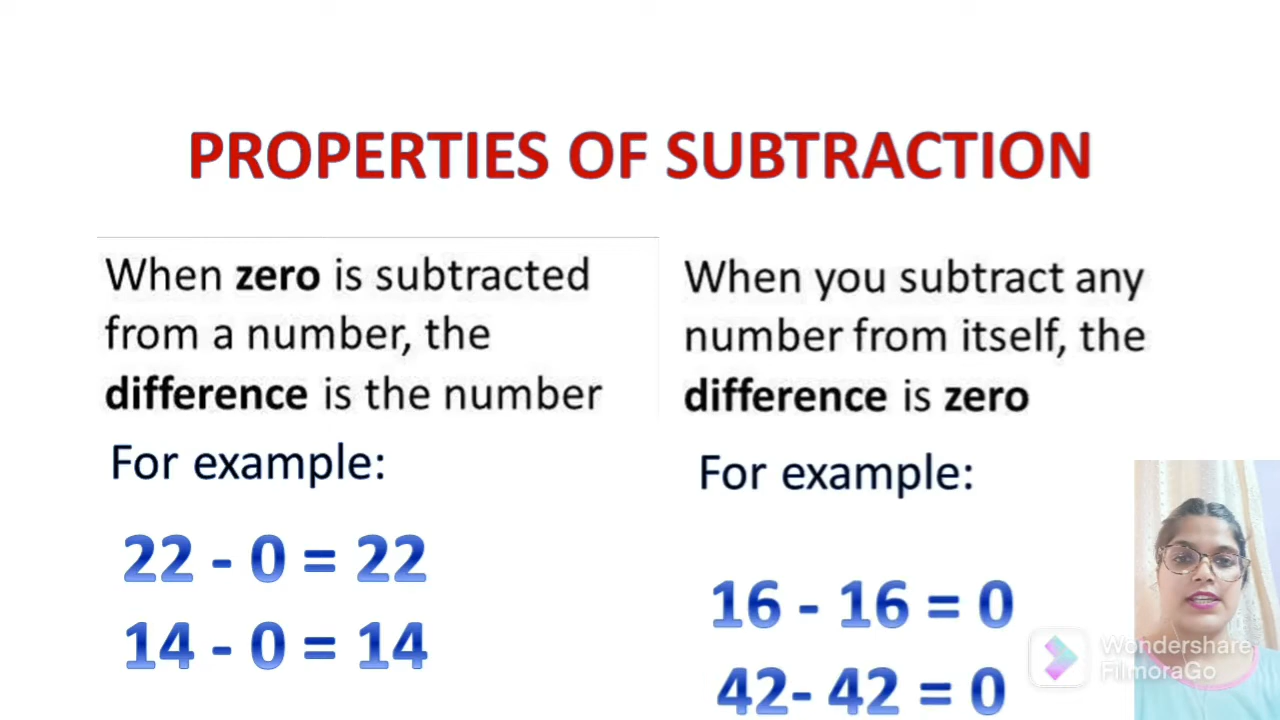 PROPERTIES OF SUBTRACTION
When zero is subtracted
from a number, the
difference is the number
For example:
22 - 0 = 22
14 - 0 = 14
When you subtract any
number from itself, the
difference is zero
For example:
16 - 16 = 0
42- 42 = 0
Wondershare
FilmoraGo